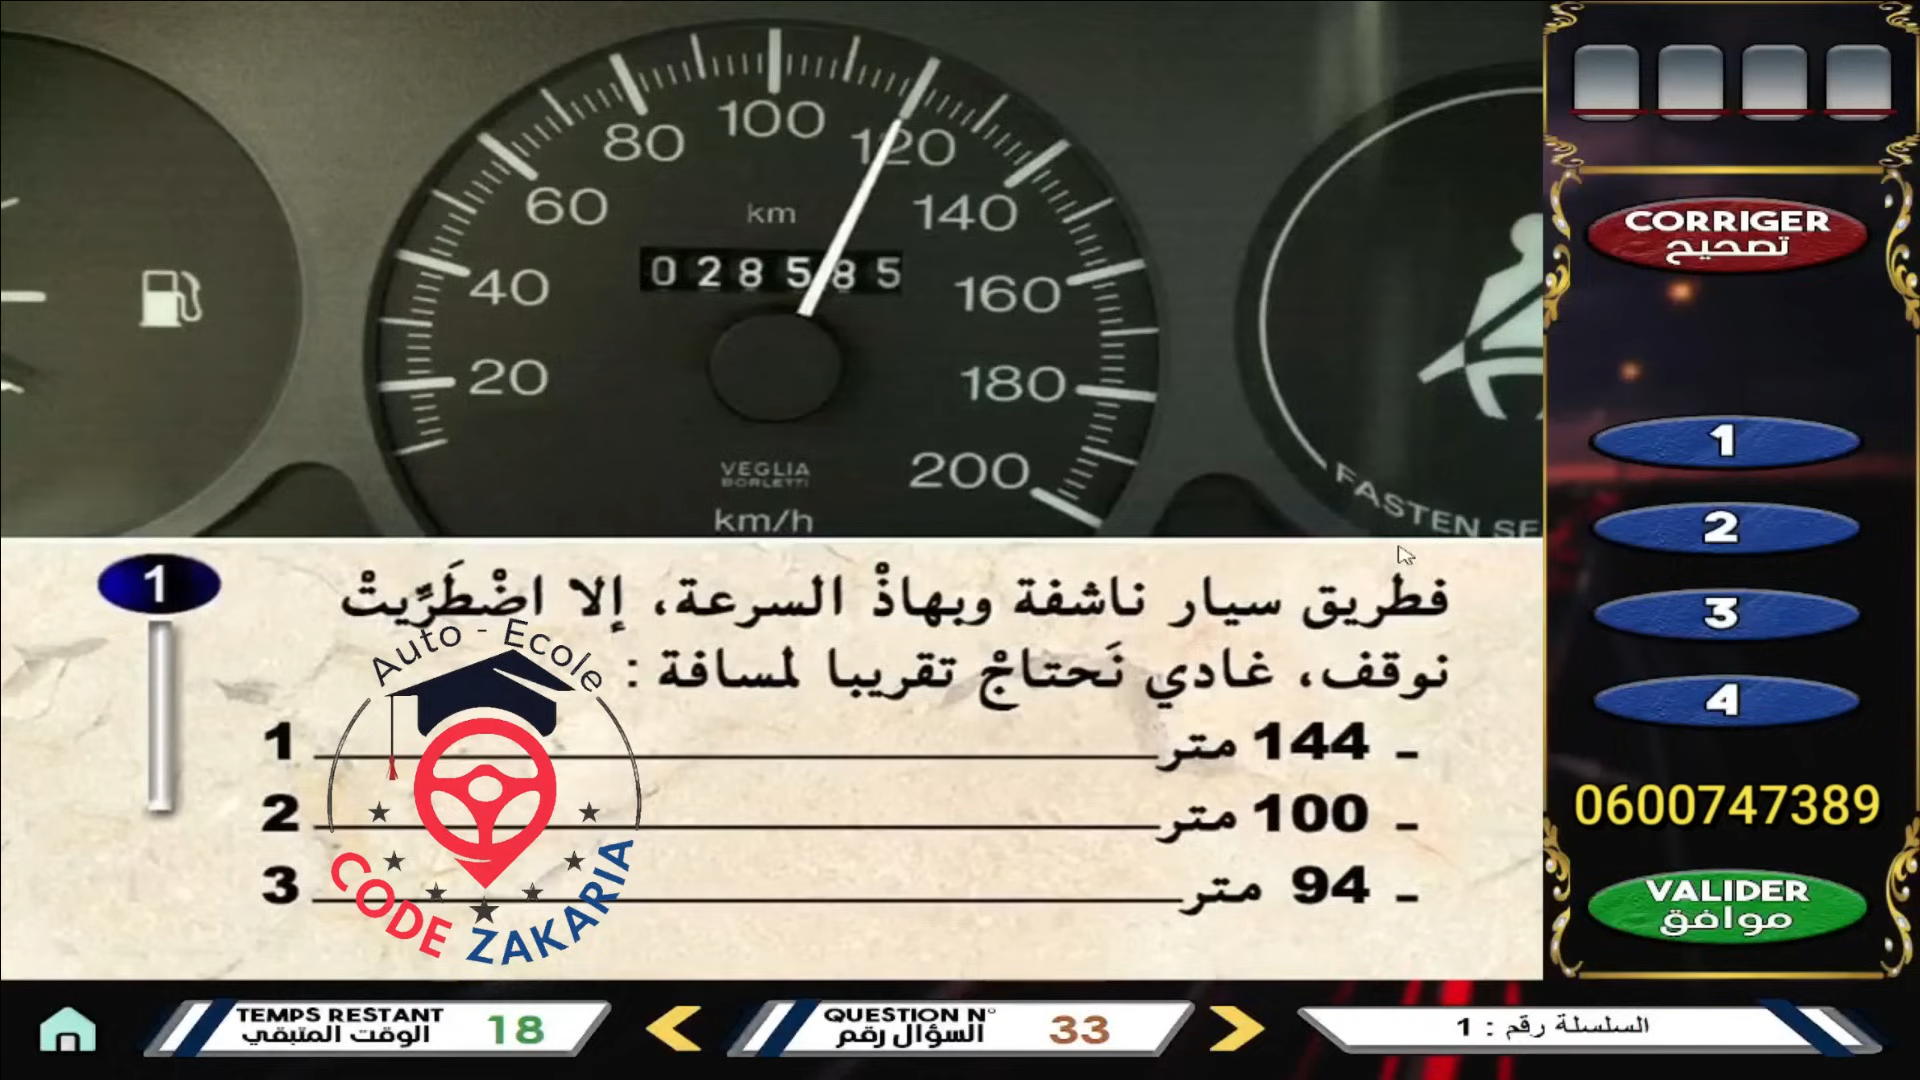 20
40
60
80
100
120
140
160
180
200
km
028585
VEGLIA
BORLETTI
km/h
FASTEN SE
CORRIGER
تصحيح
1
2
3
4
0600747389
VALIDER
موافق
1
فطريق سيار ناشفة وبهاذْ السرعة، إلا اضْطَرِّيتْ
نوقف، غادي نَحتاجْ تقريبا لمسافة :
1 ـ 144 متر
2 ـ 100 متر
3 ـ 94 متر
Auto - Ecole
CODE ZAKARIA
TEMPS RESTANT
الوقت المتبقي
18
QUESTION N°
السؤال رقم
33
السلسلة رقم : 1